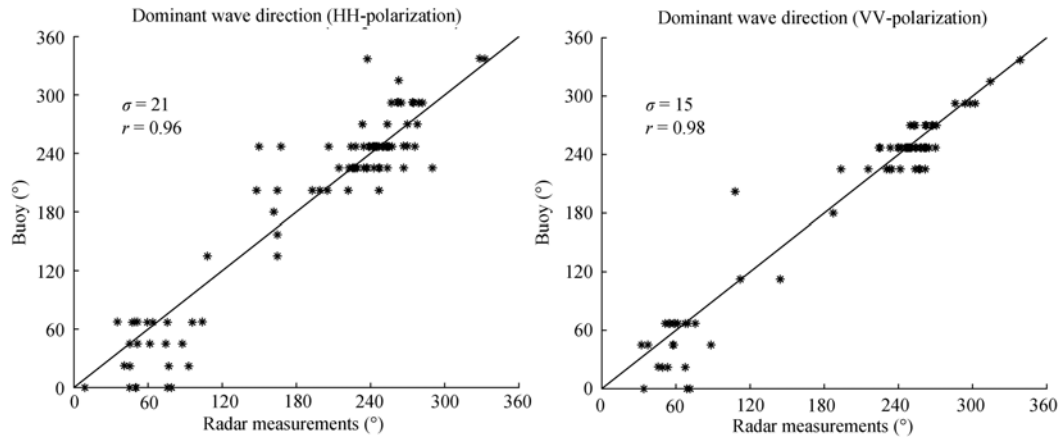 Dominant wave direction (HH-polarization)
360
300
240
180
120
60
0
σ = 21
r = 0.96
Buoy (°)
60 120 180 240 300 360
Radar measurements (°)
Dominant wave direction (VV-polarization)
360
300
240
180
120
60
0
σ = 15
r = 0.98
Buoy (°)
0 60 120 180 240 300 360
Radar measurements (°)